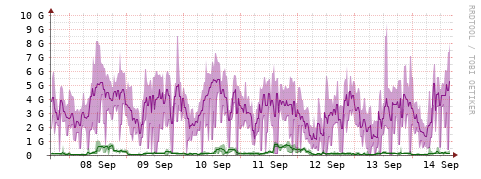 10 G
9 G
8 G
7 G
6 G
5 G
4 G
3 G
2 G
1 G
0
08 Sep 09 Sep 10 Sep 11 Sep 12 Sep 13 Sep 14 Sep
RRDTOOL / TOBI OETIKER